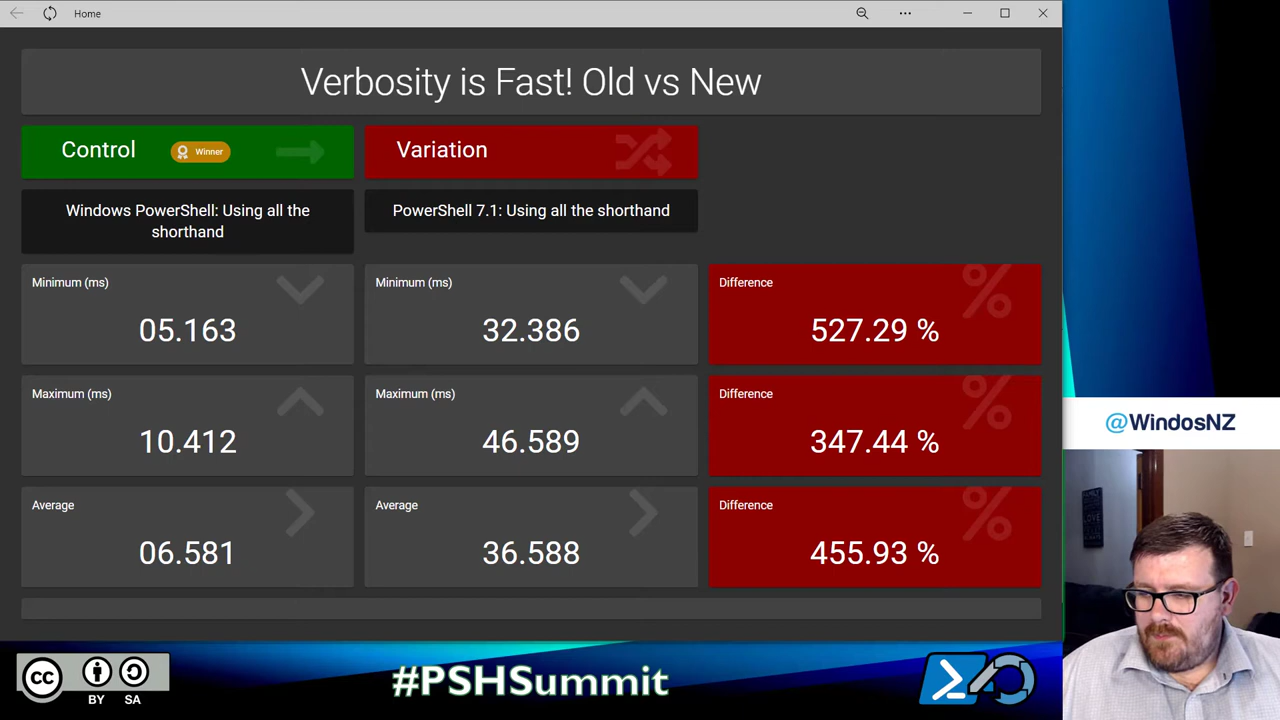 Home
Verbosity is Fast! Old vs New
Control
Winner
Variation
Windows PowerShell: Using all the
shorthand
PowerShell 7.1: Using all the shorthand
Minimum (ms)
05.163
Minimum (ms)
32.386
Difference
527.29 %
Maximum (ms)
10.412
Maximum (ms)
46.589
Difference
347.44 %
Average
06.581
Average
36.588
Difference
455.93 %
@WindosNZ
cc
BY
SA
#PSHSummit